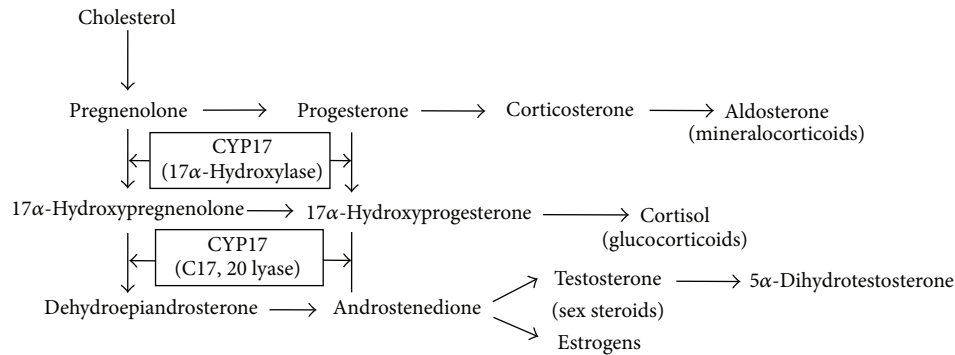 Cholesterol
Pregnenolone
Progesterone
Corticosterone
Aldosterone
(mineralocorticoids)
CYP17
(17α-Hydroxylase)
17α-Hydroxypregnenolone
17α-Hydroxyprogesterone
Cortisol
(glucocorticoids)
CYP17
(C17, 20 lyase)
Dehydroepiandrosterone
Androstenedione
Testosterone
(sex steroids)
5α-Dihydrotestosterone
Estrogens